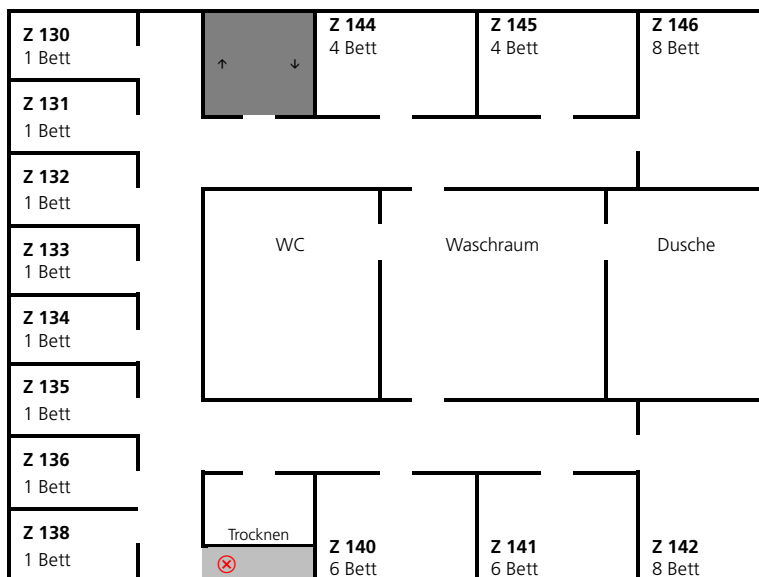 Z 130
1 Bett
Z 131
1 Bett
Z 132
1 Bett
Z 133
1 Bett
Z 134
1 Bett
Z 135
1 Bett
Z 136
1 Bett
Z 138
1 Bett
Z 144
4 Bett
Z 145
4 Bett
Z 146
8 Bett
WC
Waschraum
Dusche
Trocknen
Z 140
6 Bett
Z 141
6 Bett
Z 142
8 Bett